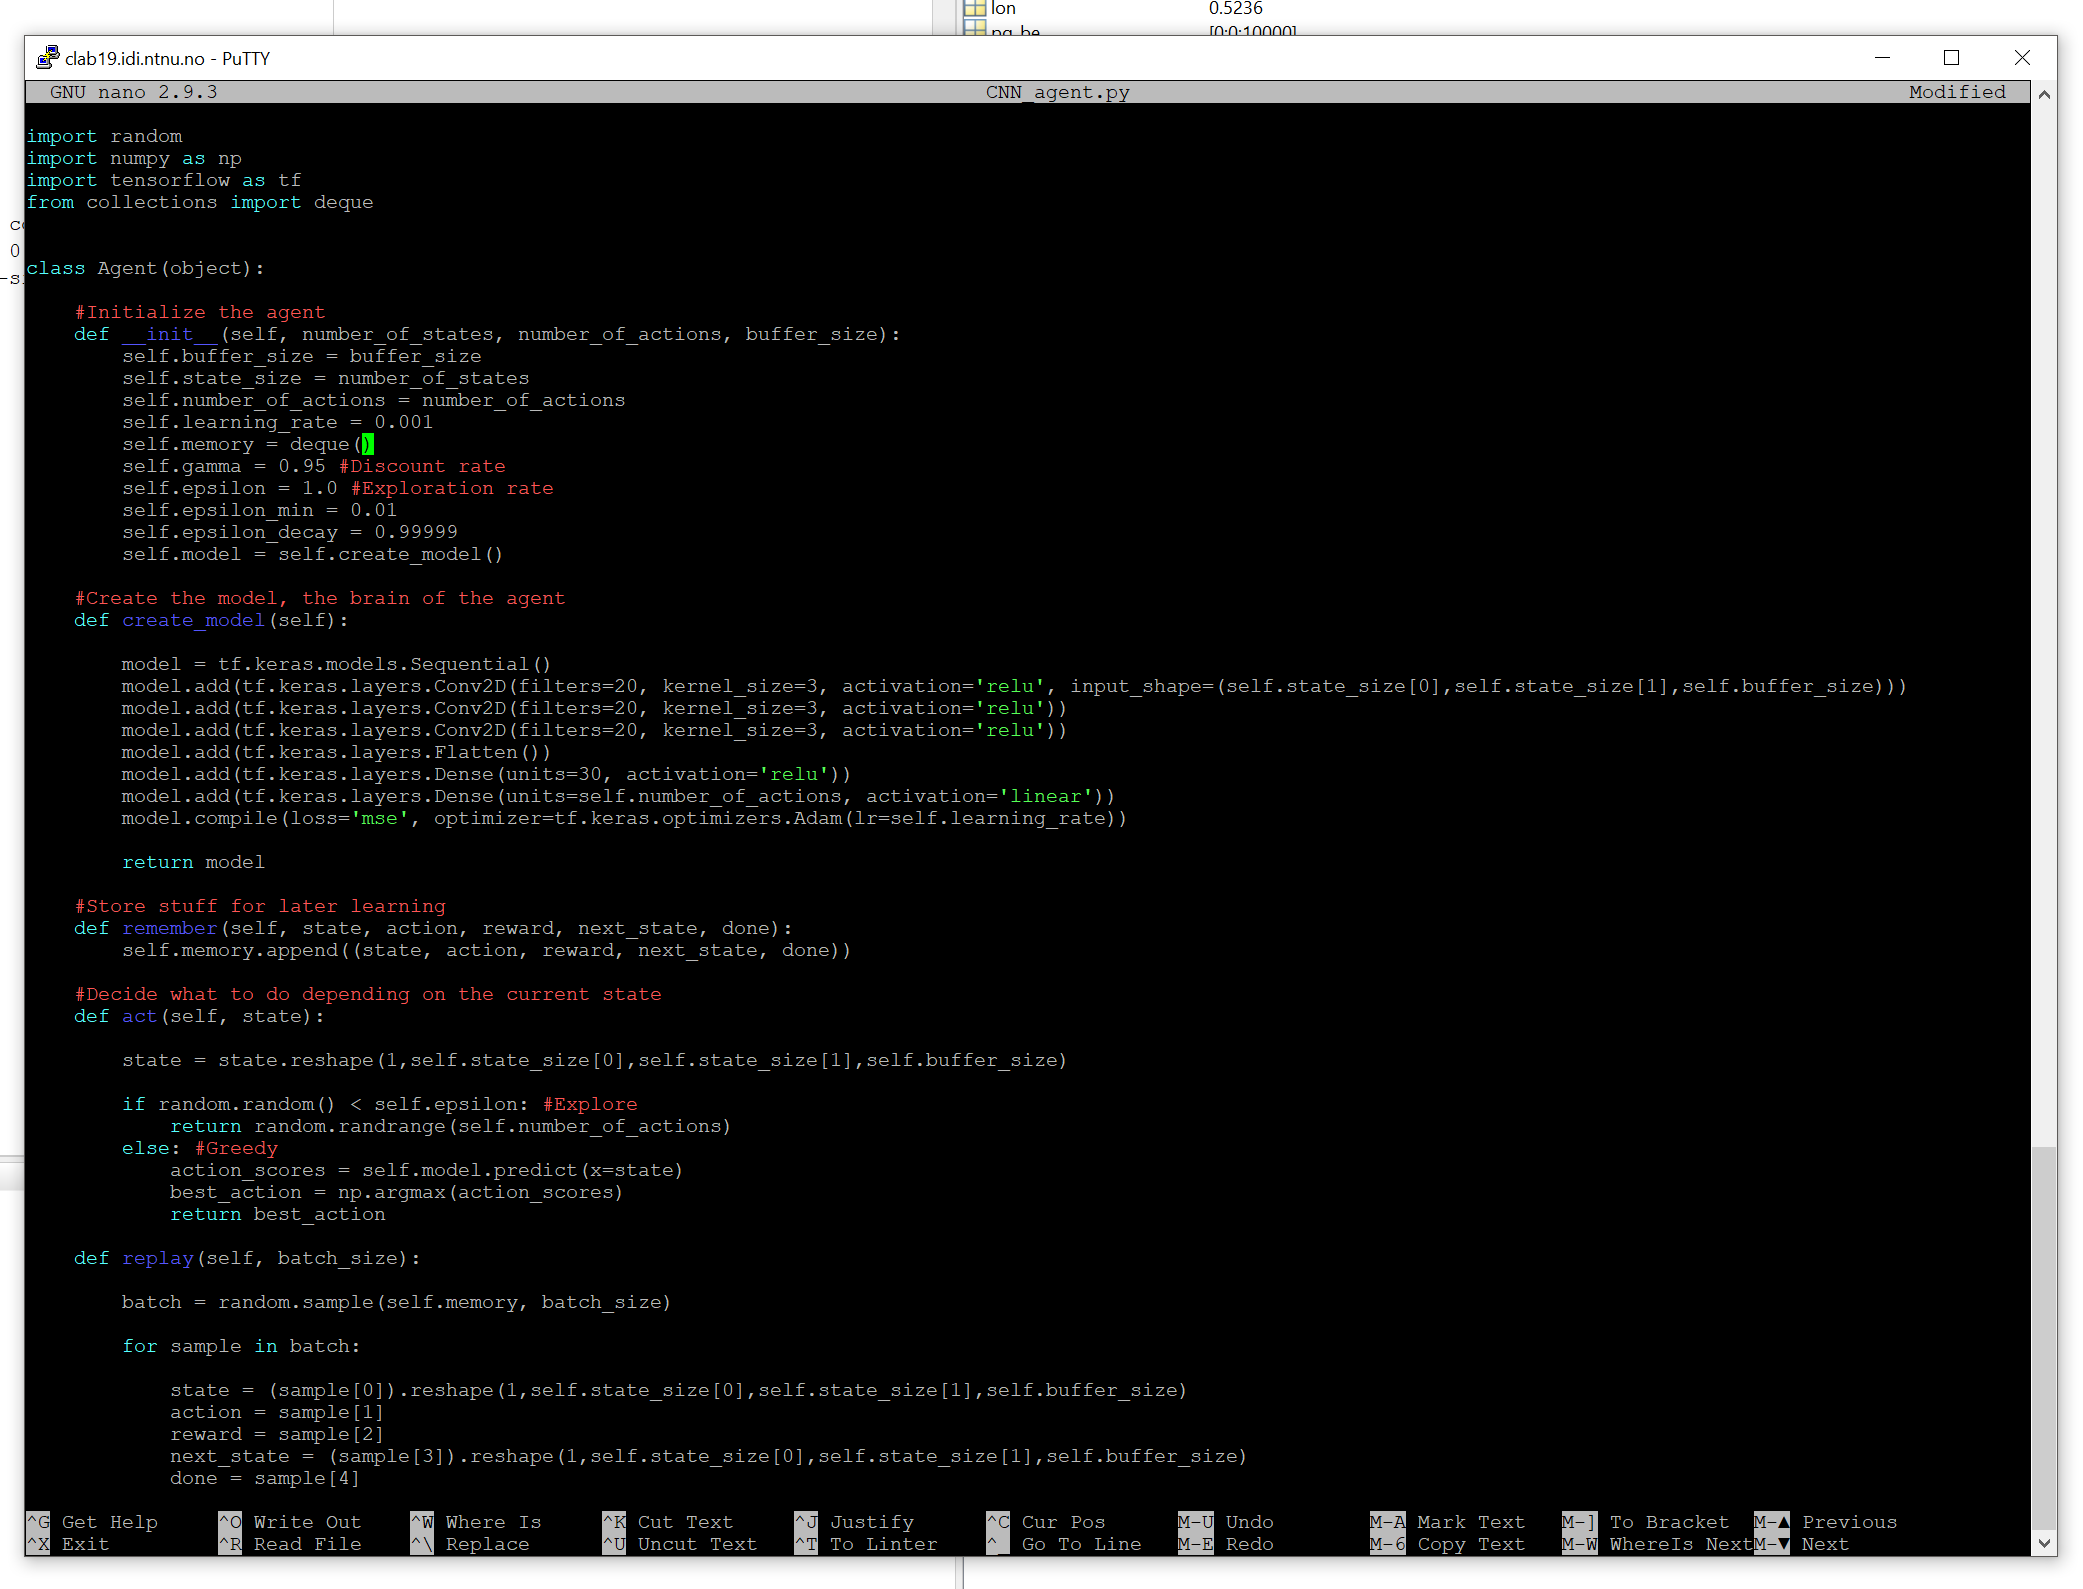 lon 0.5236
pq_be [0;0;10000]
clab19.idi.ntnu.no - PuTTY
GNU nano 2.9.3 CNN_agent.py Modified
import random
import numpy as np
import tensorflow as tf
from collections import deque
class Agent(object):
#Initialize the agent
def __init__(self, number_of_states, number_of_actions, buffer_size):
self.buffer_size = buffer_size
self.state_size = number_of_states
self.number_of_actions = number_of_actions
self.learning_rate = 0.001
self.memory = deque()
self.gamma = 0.95 #Discount rate
self.epsilon = 1.0 #Exploration rate
self.epsilon_min = 0.01
self.epsilon_decay = 0.99999
self.model = self.create_model()
#Create the model, the brain of the agent
def create_model(self):
model = tf.keras.models.Sequential()
model.add(tf.keras.layers.Conv2D(filters=20, kernel_size=3, activation='relu', input_shape=(self.state_size[0],self.state_size[1],self.buffer_size)))
model.add(tf.keras.layers.Conv2D(filters=20, kernel_size=3, activation='relu'))
model.add(tf.keras.layers.Conv2D(filters=20, kernel_size=3, activation='relu'))
model.add(tf.keras.layers.Flatten())
model.add(tf.keras.layers.Dense(units=30, activation='relu'))
model.add(tf.keras.layers.Dense(units=self.number_of_actions, activation='linear'))
model.compile(loss='mse', optimizer=tf.keras.optimizers.Adam(lr=self.learning_rate))
return model
#Store stuff for later learning
def remember(self, state, action, reward, next_state, done):
self.memory.append((state, action, reward, next_state, done))
#Decide what to do depending on the current state
def act(self, state):
state = state.reshape(1,self.state_size[0],self.state_size[1],self.buffer_size)
if random.random() < self.epsilon: #Explore
return random.randrange(self.number_of_actions)
else: #Greedy
action_scores = self.model.predict(x=state)
best_action = np.argmax(action_scores)
return best_action
def replay(self, batch_size):
batch = random.sample(self.memory, batch_size)
for sample in batch:
state = (sample[0]).reshape(1,self.state_size[0],self.state_size[1],self.buffer_size)
action = sample[1]
reward = sample[2]
next_state = (sample[3]).reshape(1,self.state_size[0],self.state_size[1],self.buffer_size)
done = sample[4]
^G Get Help ^O Write Out ^W Where Is ^K Cut Text ^J Justify ^C Cur Pos M-U Undo M-A Mark Text M-] To Bracket M-▲ Previous
^X Exit ^R Read File ^\ Replace ^U Uncut Text ^T To Linter ^_ Go To Line M-E Redo M-6 Copy Text M-W WhereIs Next M-▼ Next